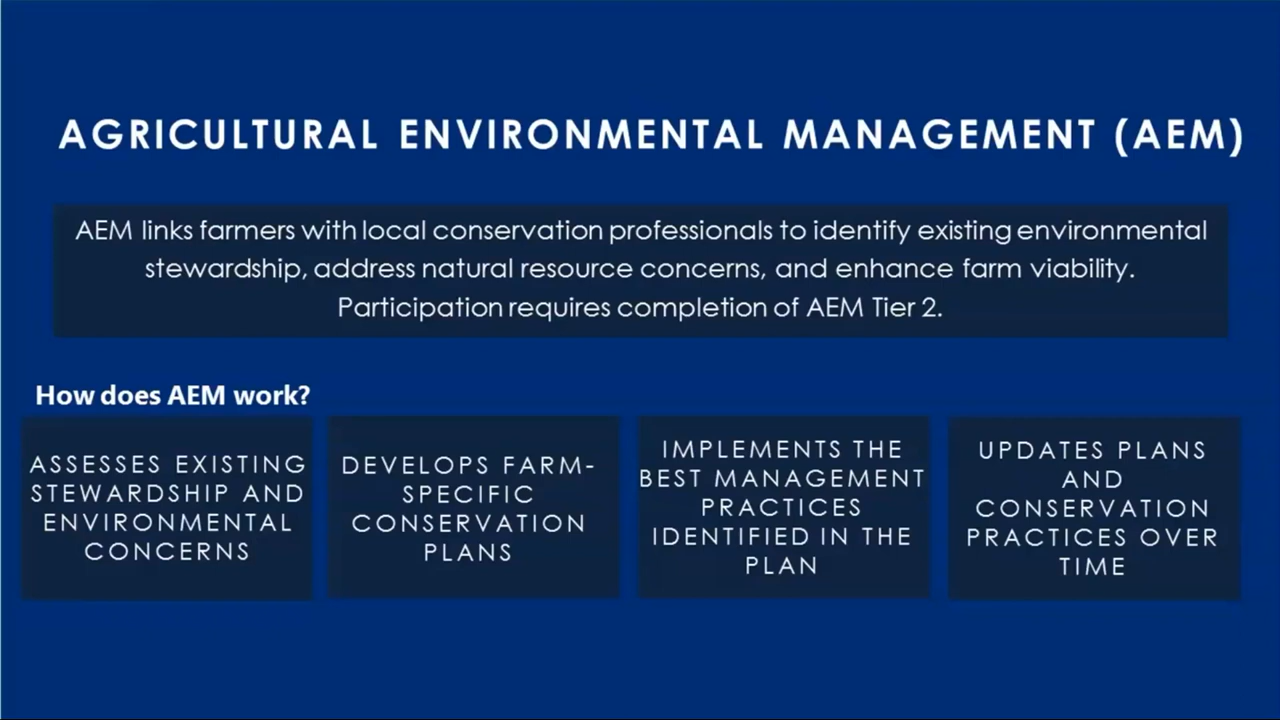 AGRICULTURAL ENVIRONMENTAL MANAGEMENT (AEM)
AEM links farmers with local conservation professionals to identify existing environmental
stewardship, address natural resource concerns, and enhance farm viability.
Participation requires completion of AEM Tier 2.
How does AEM work?
ASSESSES EXISTING
STEWARDSHIP AND
ENVIRONMENTAL
CONCERNS
DEVELOPS FARM-
SPECIFIC
CONSERVATION
PLANS
IMPLEMENTS THE
BEST MANAGEMENT
PRACTICES
IDENTIFIED IN THE
PLAN
UPDATES PLANS
AND
CONSERVATION
PRACTICES OVER
TIME